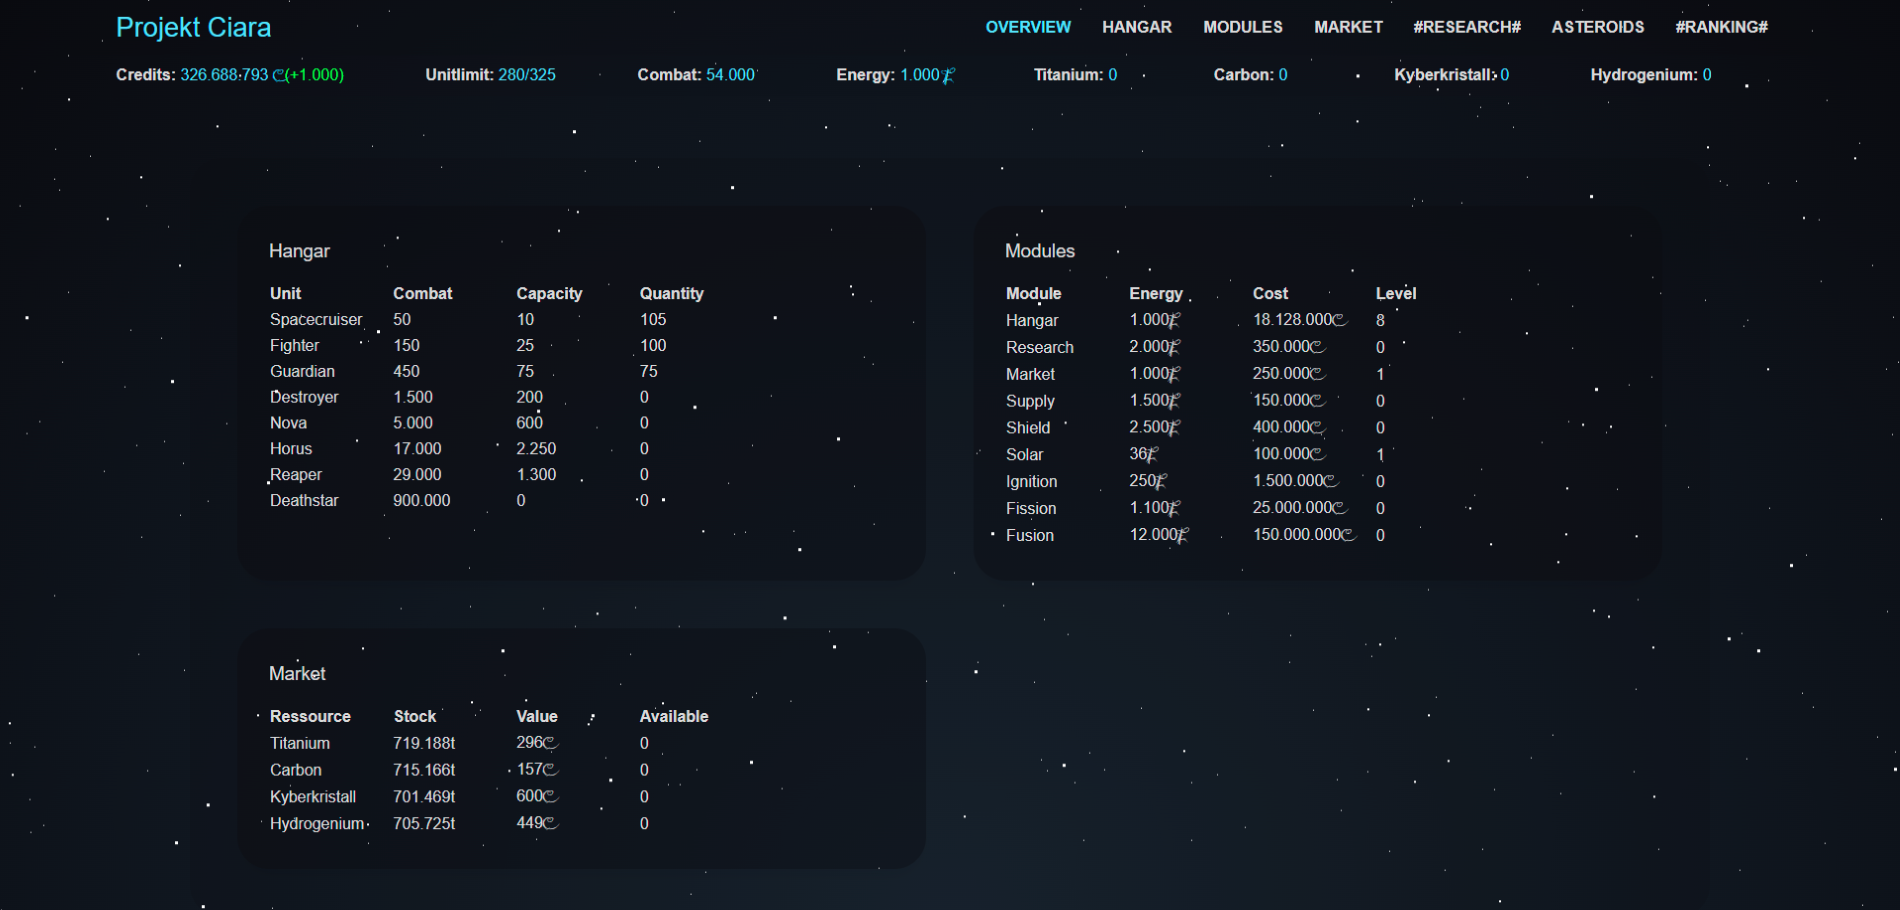 Projekt Ciara OVERVIEW HANGAR MODULES MARKET #RESEARCH# ASTEROIDS #RANKING#
Credits: 326.688.793 (+1.000) Unitlimit: 280/325 Combat: 54.000 Energy: 1.000 Titanium: 0 Carbon: 0 Kyberkristall: 0 Hydrogenium: 0
Hangar
Unit Combat Capacity Quantity
Spacecruiser 50 10 105
Fighter 150 25 100
Guardian 450 75 75
Destroyer 1.500 200 0
Nova 5.000 600 0
Horus 17.000 2.250 0
Reaper 29.000 1.300 0
Deathstar 900.000 0 0
Modules
Module Energy Cost Level
Hangar 1.000 18.128.000 8
Research 2.000 350.000 0
Market 1.000 250.000 1
Supply 1.500 150.000 0
Shield 2.500 400.000 0
Solar 36 100.000 1
Ignition 250 1.500.000 0
Fission 1.100 25.000.000 0
Fusion 12.000 150.000.000 0
Market
Ressource Stock Value Available
Titanium 719.188t 296 0
Carbon 715.166t 157 0
Kyberkristall 701.469t 600 0
Hydrogenium 705.725t 449 0